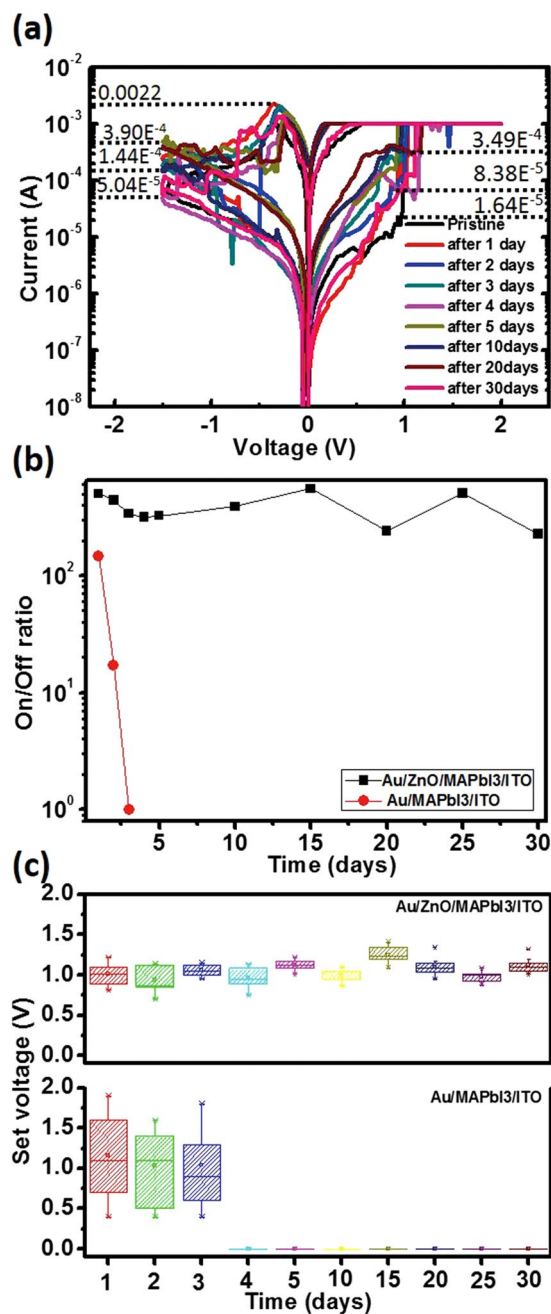 (a)
10-2
10-3
10-4
10-5
10-6
10-7
10-8
Current (A)
0.0022
3.90E-4
1.44E-4
5.04E-5
3.49E-4
8.38E-5
1.64E-5
Pristine
after 1 day
after 2 days
after 3 days
after 4 days
after 5 days
after 10days
after 20days
after 30days
-2 -1 0 1 2
Voltage (V)
(b)
On/Off ratio
10^2
10^1
10^0
Au/ZnO/MAPbI3/ITO
Au/MAPbI3/ITO
5 10 15 20 25 30
Time (days)
(c)
Set voltage (V)
2.0
1.5
1.0
0.5
0.0
Au/ZnO/MAPbI3/ITO
2.0
1.5
1.0
0.5
0.0
Au/MAPbI3/ITO
1 2 3 4 5 10 15 20 25 30
Time (days)